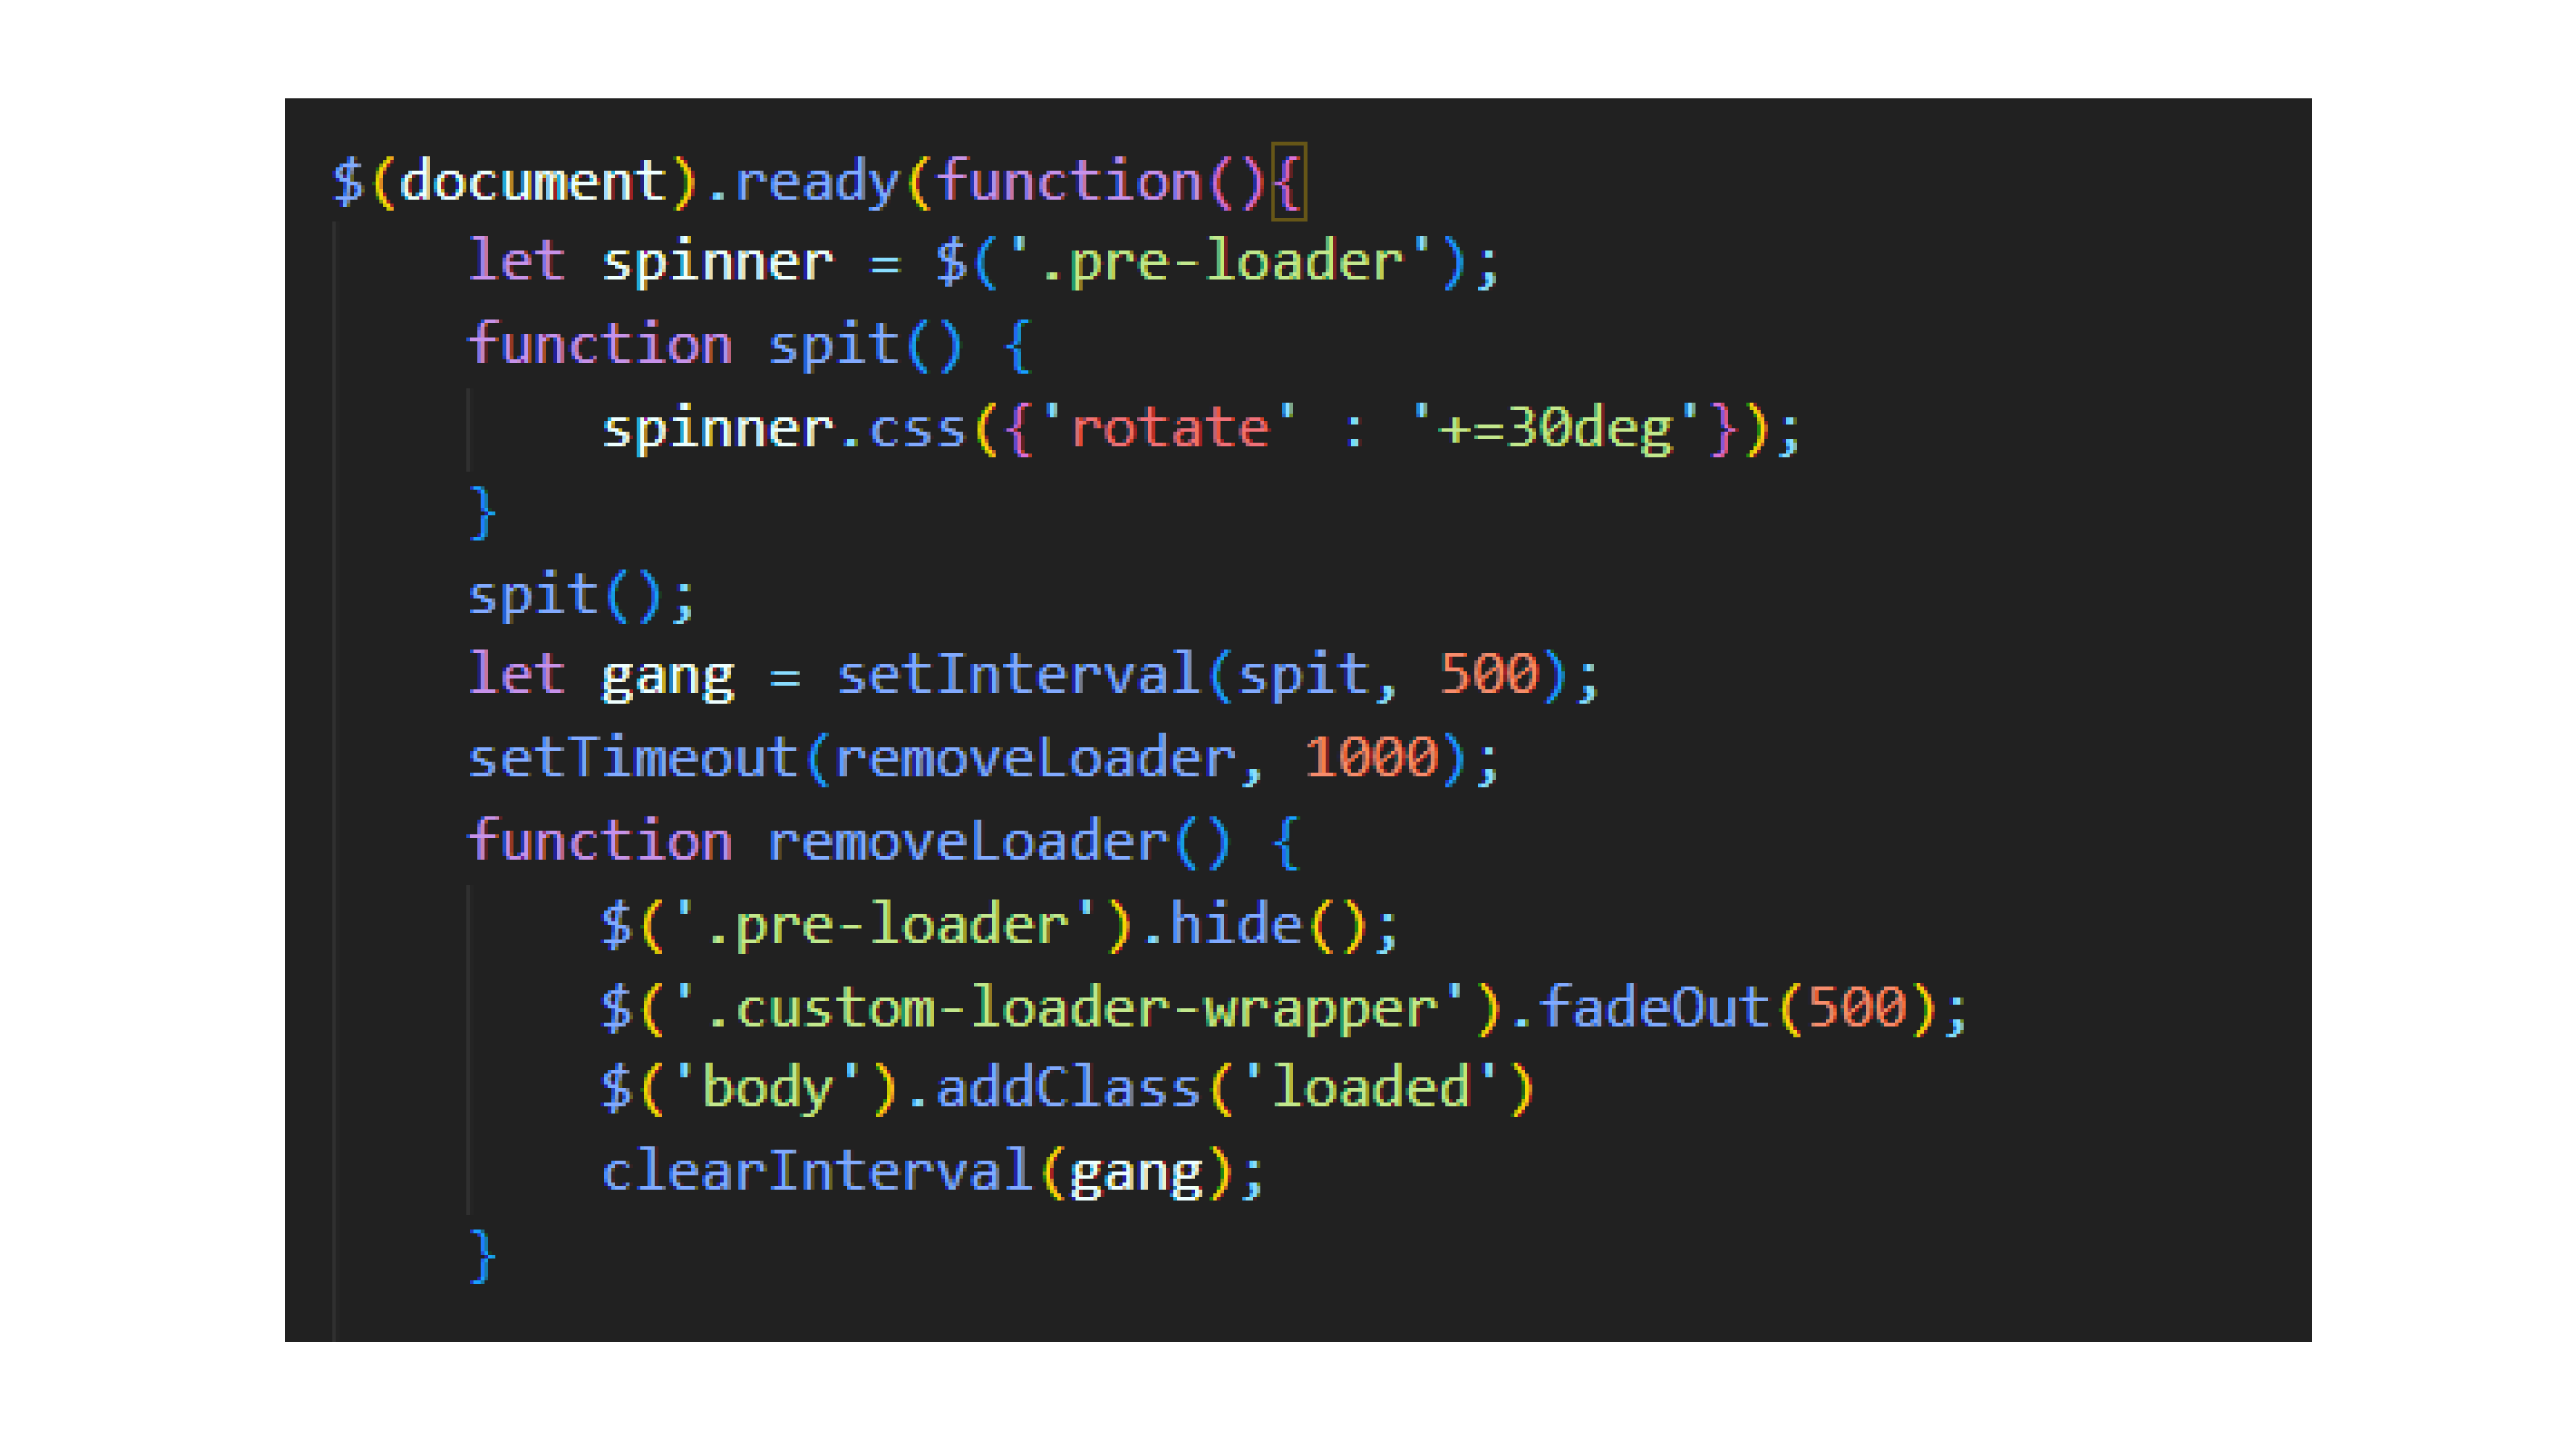 $(document).ready(function(){
let spinner = $('.pre-loader');
function spit() {
spinner.css({'rotate' : '+=30deg'});
}
spit();
let gang = setInterval(spit, 500);
setTimeout(removeLoader, 1000);
function removeLoader() {
$('.pre-loader').hide();
$('.custom-loader-wrapper').fadeOut(500);
$('body').addClass('loaded')
clearInterval(gang);
}